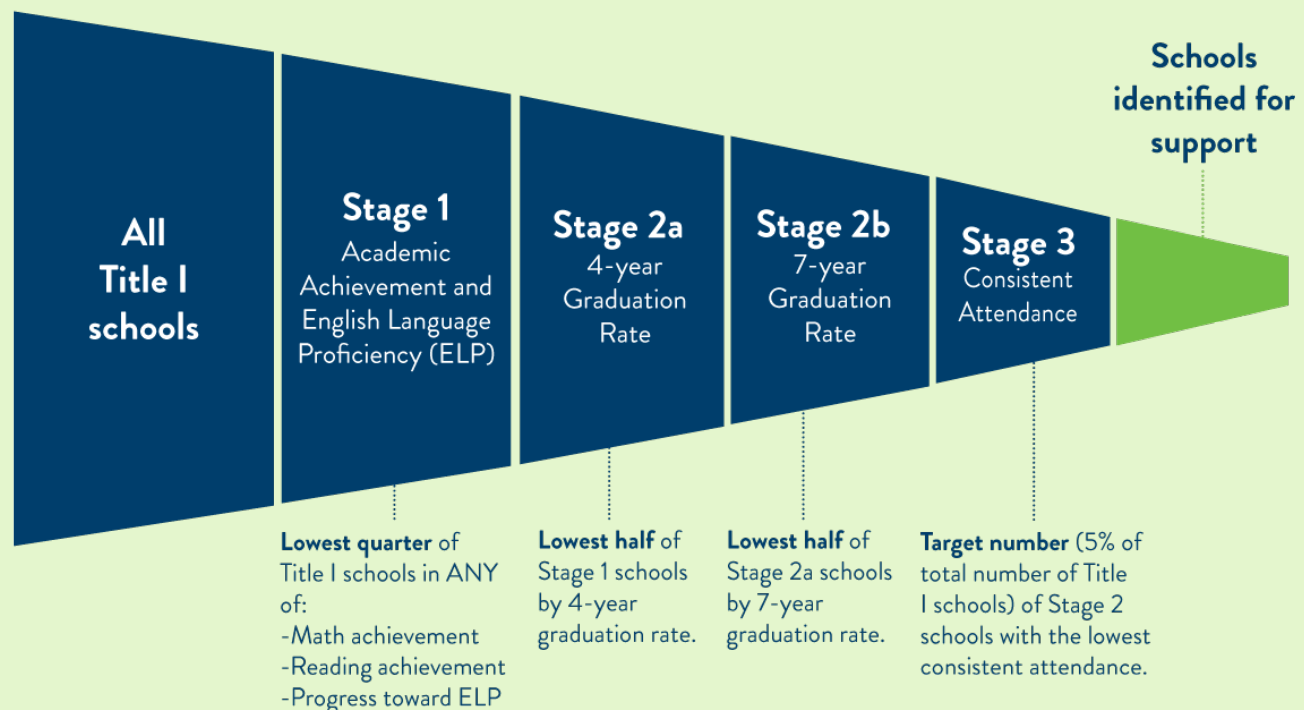 All
Title I
schools
Stage 1
Academic
Achievement and
English Language
Proficiency (ELP)
Stage 2a
4-year
Graduation
Rate
Stage 2b
7-year
Graduation
Rate
Stage 3
Consistent
Attendance
Schools
identified for
support
Lowest quarter of
Title I schools in ANY
of:
-Math achievement
-Reading achievement
-Progress toward ELP
Lowest half of
Stage 1 schools
by 4-year
graduation rate.
Lowest half of
Stage 2a schools
by 7-year
graduation rate.
Target number (5% of
total number of Title
I schools) of Stage 2
schools with the lowest
consistent attendance.